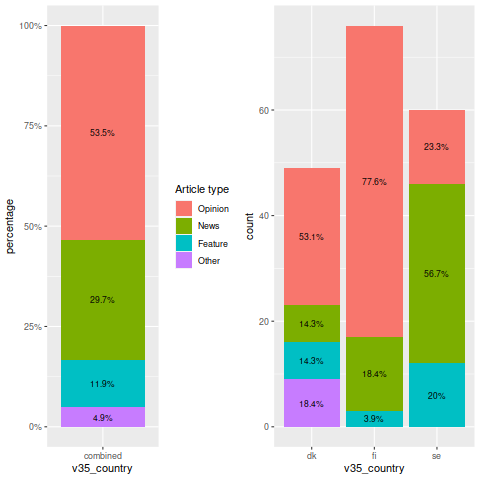 100%
75%
50%
25%
0%
percentage
53.5%
29.7%
11.9%
4.9%
combined
v35_country
Article type
Opinion
News
Feature
Other
60
40
20
0
count
53.1%
14.3%
14.3%
18.4%
77.6%
18.4%
3.9%
23.3%
56.7%
20%
dk fi se
v35_country